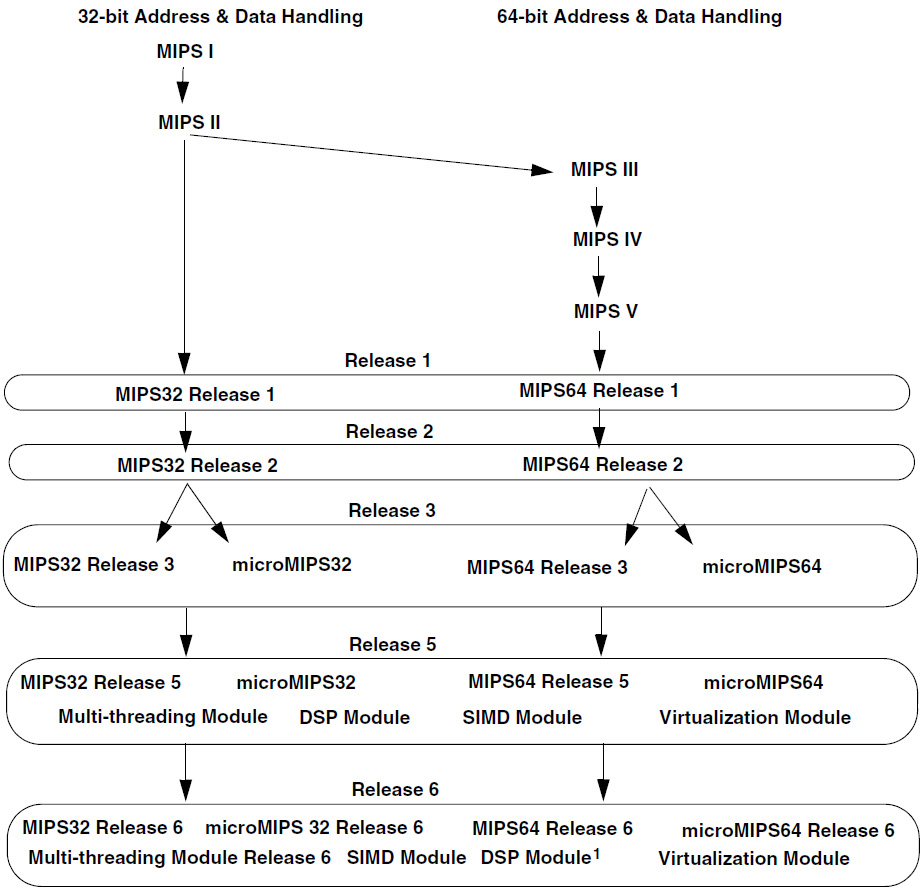 32-bit Address & Data Handling 64-bit Address & Data Handling
MIPS I
MIPS II
MIPS III
MIPS IV
MIPS V
Release 1
MIPS32 Release 1 MIPS64 Release 1
Release 2
MIPS32 Release 2 MIPS64 Release 2
Release 3
MIPS32 Release 3 microMIPS32 MIPS64 Release 3 microMIPS64
Release 5
MIPS32 Release 5 microMIPS32 MIPS64 Release 5 microMIPS64
Multi-threading Module DSP Module SIMD Module Virtualization Module
Release 6
MIPS32 Release 6 microMIPS 32 Release 6 MIPS64 Release 6 microMIPS64 Release 6
Multi-threading Module Release 6 SIMD Module DSP Module¹ Virtualization Module